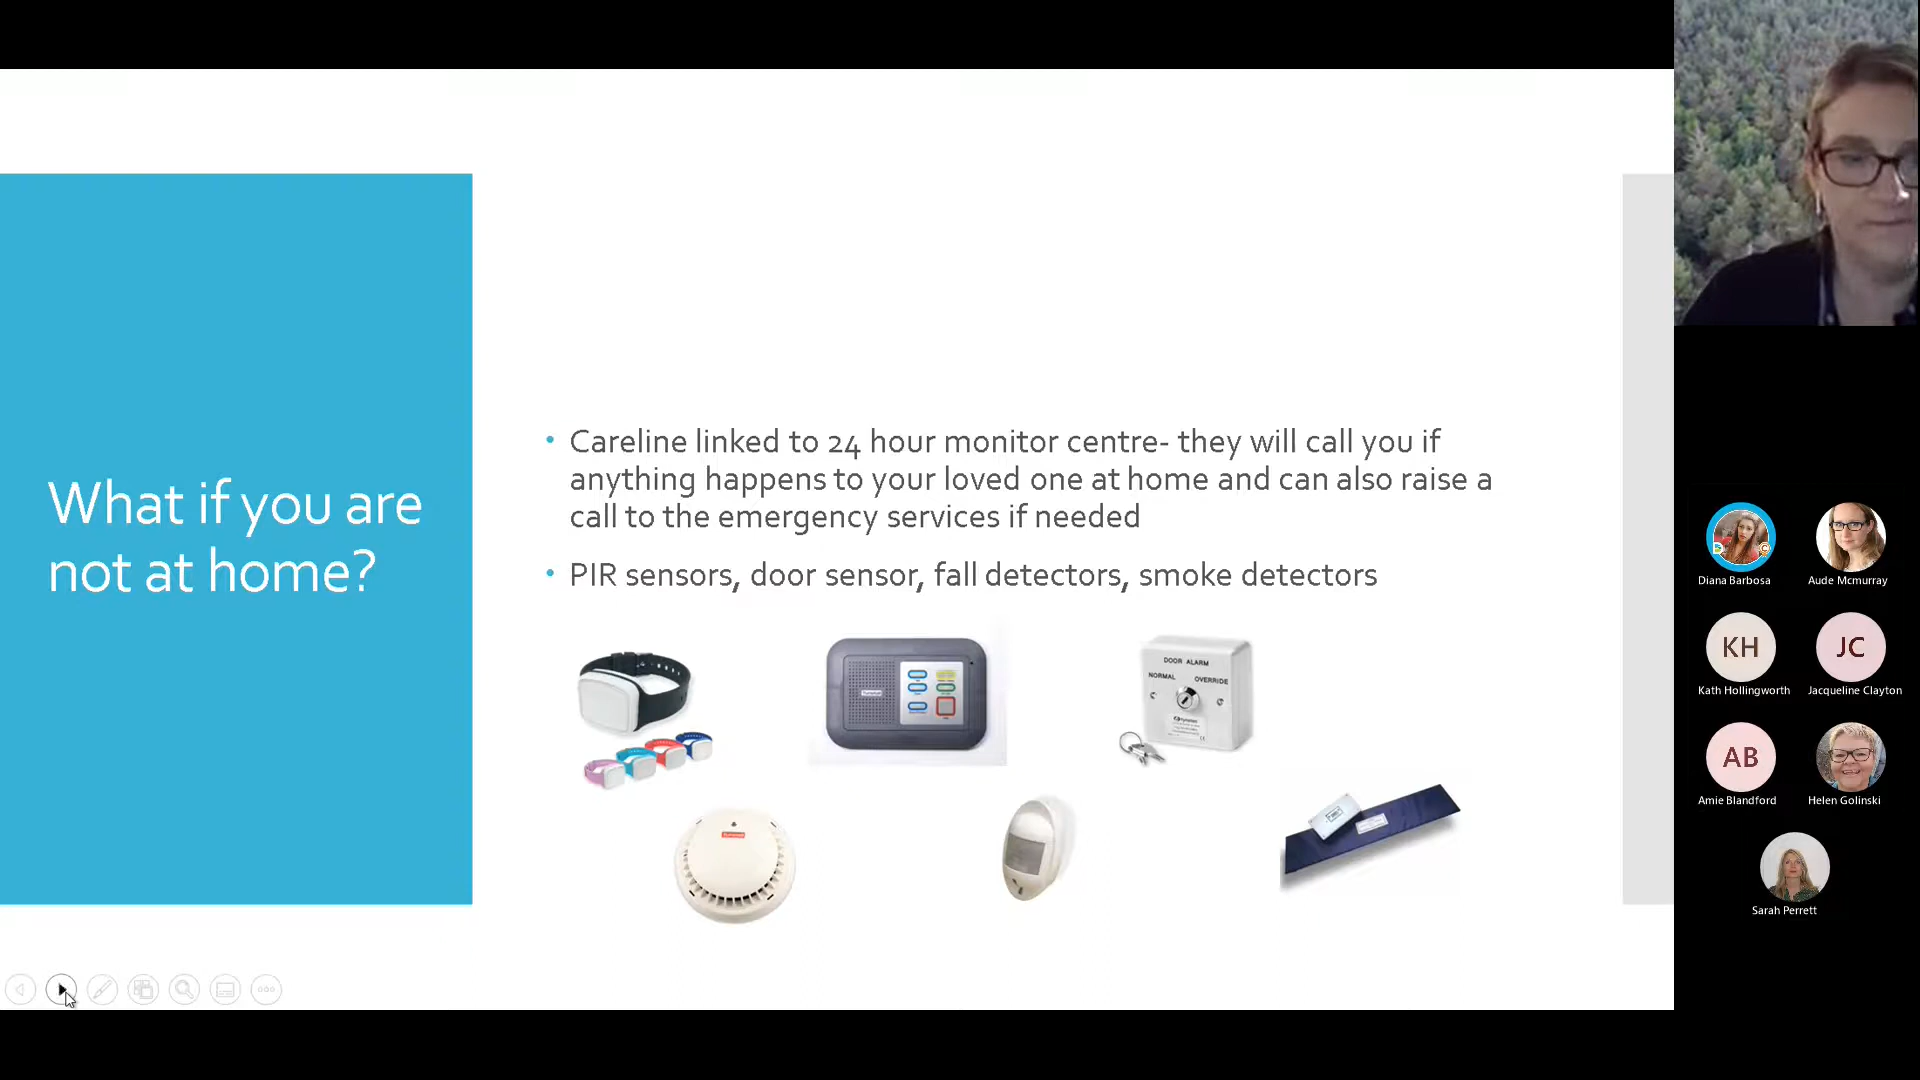 What if you are
not at home?
• Careline linked to 24 hour monitor centre- they will call you if
anything happens to your loved one at home and can also raise a
call to the emergency services if needed
• PIR sensors, door sensor, fall detectors, smoke detectors
DOOR ALARM
NORMAL OVERRIDE
Diana Barbosa
Aude Mcmurray
KH
Kath Hollingworth
JC
Jacqueline Clayton
AB
Amie Blandford
Helen Golinski
Sarah Perrett